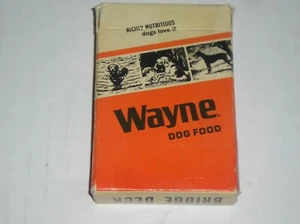 RICHLY NUTRITIOUS
dogs love it
Wayne
DOG FOOD
BRIDGE DECK